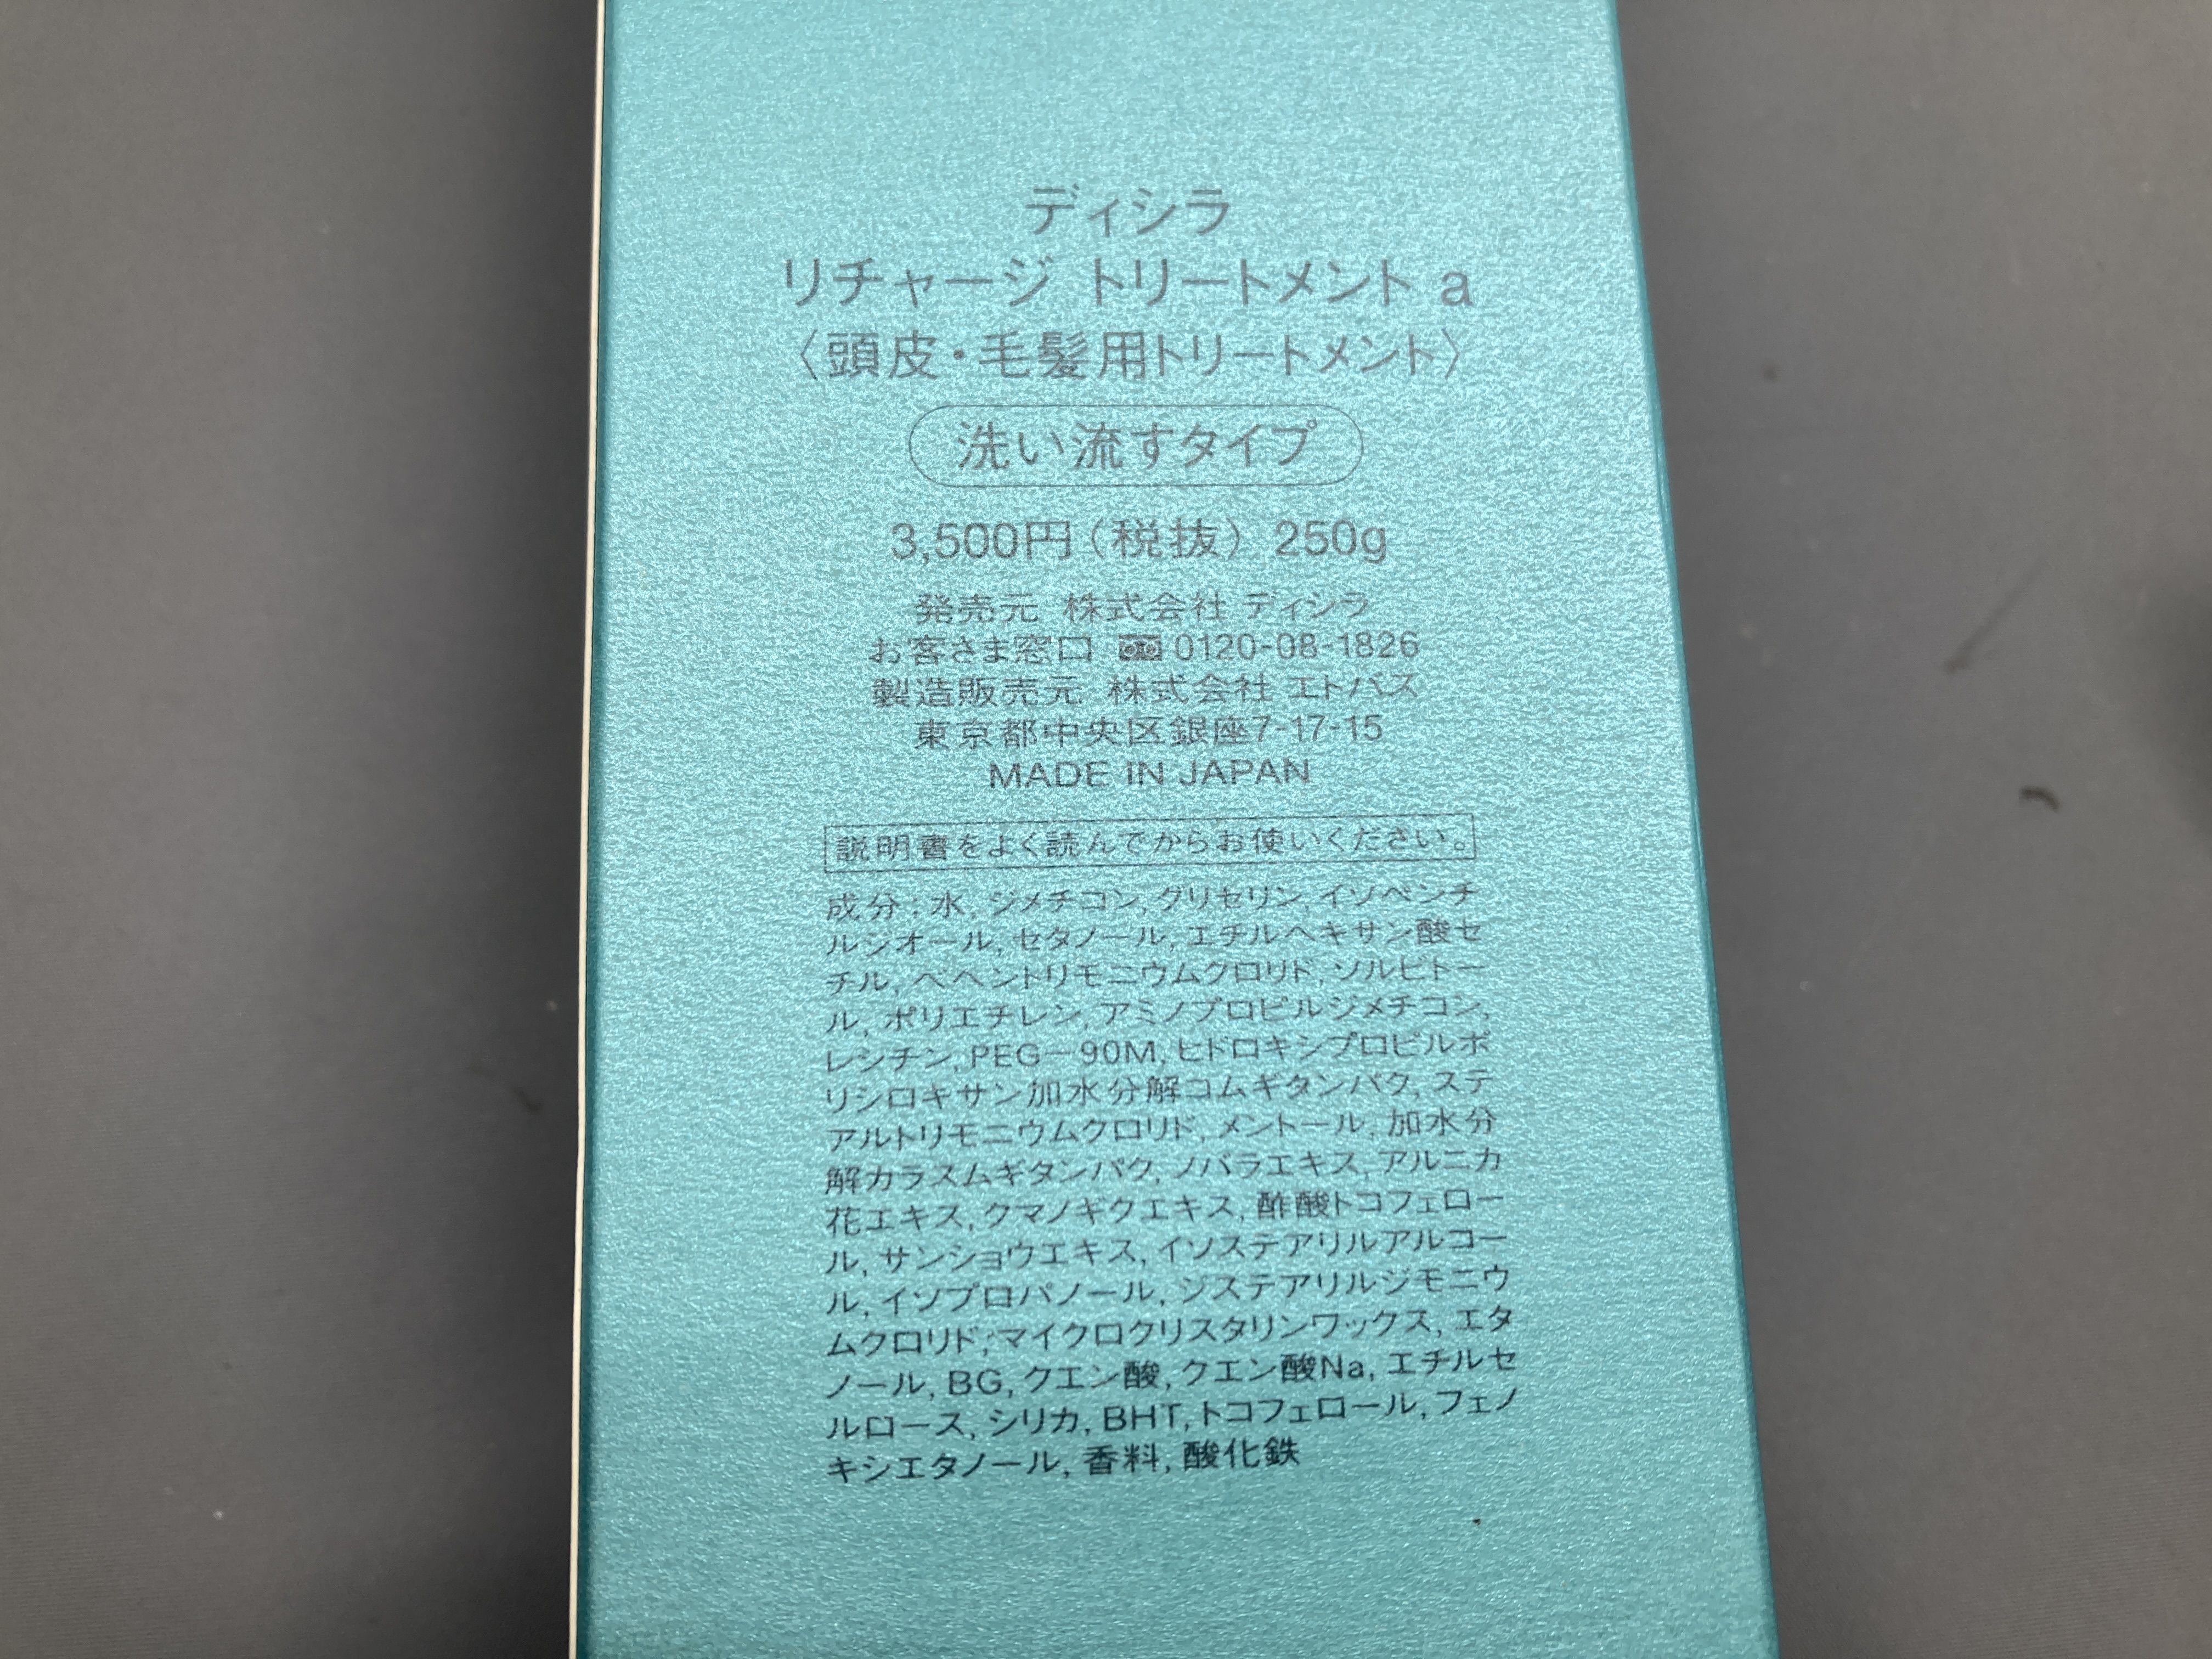 ディシラ
リチャージ トリートメント a
〈頭皮・毛髪用トリートメント〉
洗い流すタイプ
3,500円(税抜) 250g
発売元 株式会社 ディシラ
お客さま窓口 0120-08-1826
製造販売元 株式会社 エトバス
東京都中央区銀座7-17-15
MADE IN JAPAN
説明書をよく読んでからお使いください。
成分:水, ジメチコン, グリセリン, イソペンチ
ルジオール, セタノール, エチルヘキサン酸セ
チル, ベヘントリモニウムクロリド, ソルビトー
ル, ポリエチレン, アミノプロピルジメチコン,
レシチン, PEG-90M, ヒドロキシプロピルポ
リシロキサン加水分解コムギタンパク, ステ
アルトリモニウムクロリド, メントール, 加水分
解カラスムギタンパク, ノバラエキス, アルニカ
花エキス, クマノギクエキス, 酢酸トコフェロー
ル, サンショウエキス, イソステアリルアルコー
ル, イソプロパノール, ジステアリルジモニウ
ムクロリド, マイクロクリスタリンワックス, エタ
ノール, BG, クエン酸, クエン酸Na, エチルセ
ルロース, シリカ, BHT, トコフェロール, フェノ
キシエタノール, 香料, 酸化鉄